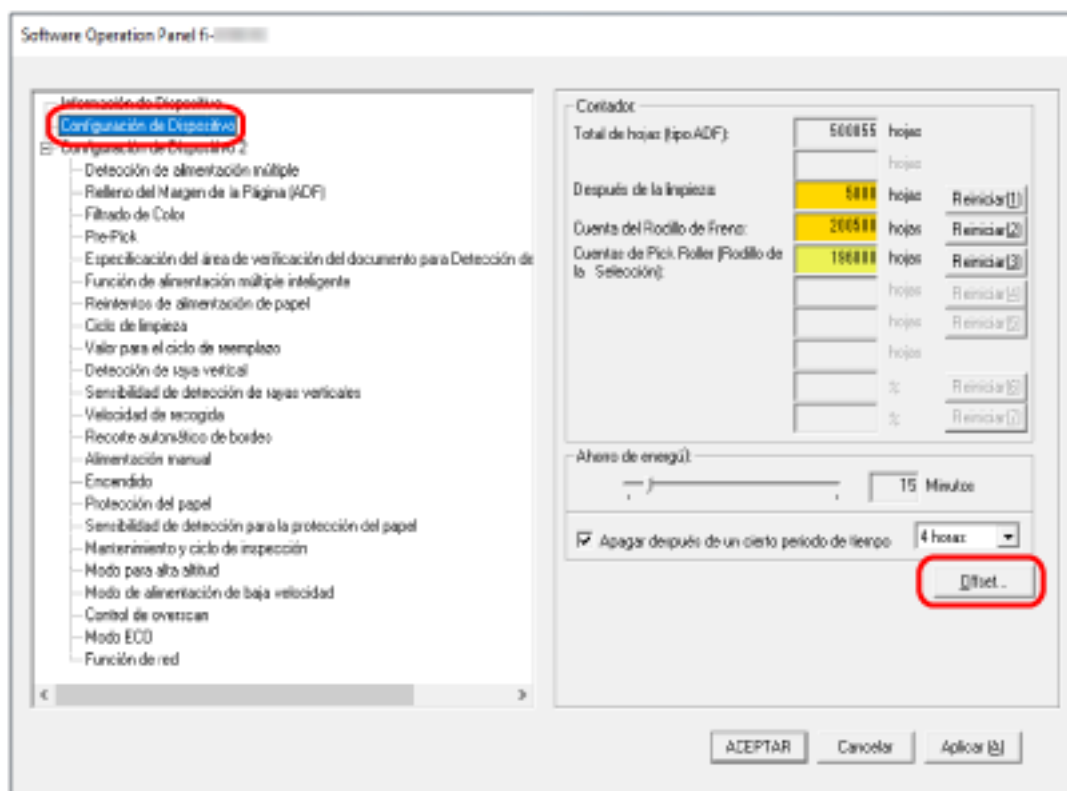 Software Operation Panel fi-
Información de Dispositivo
Configuración de Dispositivo
Configuración de Dispositivo 2
Detección de alimentación múltiple
Relleno del Margen de la Página (ADF)
Filtrado de Color
Pre-Pick
Especificación del área de verificación del documento para Detección de
Función de alimentación múltiple inteligente
Reintentos de alimentación de papel
Ciclo de limpieza
Valor para el ciclo de reemplazo
Detección de raya vertical
Sensibilidad de detección de rayas verticales
Velocidad de recogida
Recorte automático de bordes
Alimentación manual
Encendido
Protección del papel
Sensibilidad de detección para la protección del papel
Mantenimiento y ciclo de inspección
Modo para alta altitud
Modo de alimentación de baja velocidad
Control de overscan
Modo ECO
Función de red
Contador
Total de hojas (tipo ADF): 500055 hojas
hojas
Después de la limpieza: 5000 hojas Reiniciar(1)
Cuenta del Rodillo de Freno: 200500 hojas Reiniciar(2)
Cuentas de Pick Roller (Rodillo de la Selección): 196000 hojas Reiniciar(3)
hojas Reiniciar(4)
hojas Reiniciar(5)
hojas
% Reiniciar(6)
% Reiniciar(7)
Ahorro de energú):
15 Minutos
Apagar después de un cierto periodo de tiempo 4 horas
Offset...
ACEPTAR Cancelar Aplicar (A)